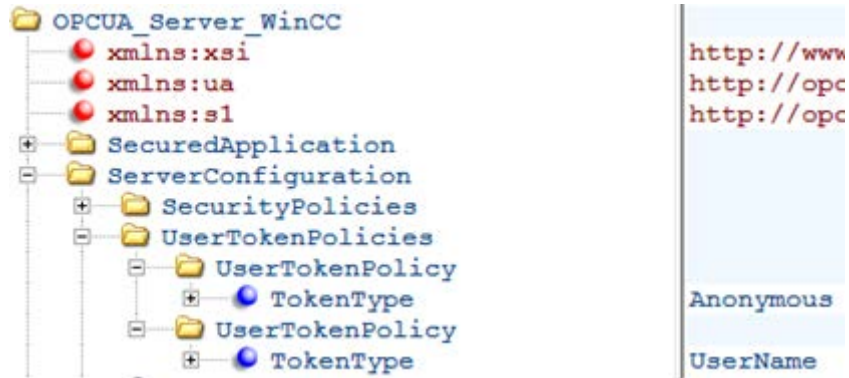 OPCUA_Server_WinCC
xmlns:xsi http://www
xmlns:ua http://opc
xmlns:s1 http://opc
SecuredApplication
ServerConfiguration
SecurityPolicies
UserTokenPolicies
UserTokenPolicy
TokenType Anonymous
UserTokenPolicy
TokenType UserName